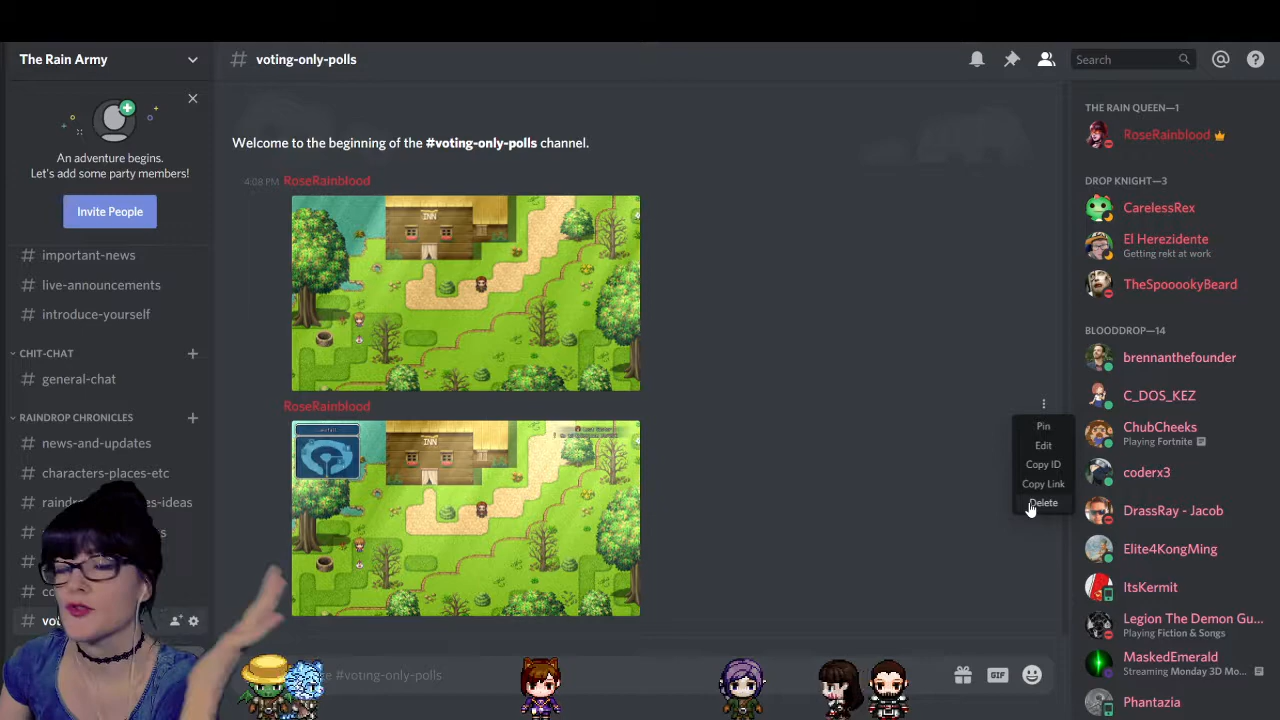 The Rain Army
# voting-only-polls
Search
An adventure begins.
Let's add some party members!
Invite People
# important-news
# live-announcements
# introduce-yourself
CHIT-CHAT
# general-chat
RAINDROP CHRONICLES
# news-and-updates
# characters-places-etc
Welcome to the beginning of the #voting-only-polls channel.
4:08 PM RoseRainblood
INN
RoseRainblood
INN
Pin
Edit
Copy ID
Copy Link
Delete
#voting-only-polls
GIF
THE RAIN QUEEN—1
RoseRainblood
DROP KNIGHT—3
CarelessRex
El Herezidente
Getting rekt at work
TheSpooookyBeard
BLOODDROP—14
brennanthefounder
C_DOS_KEZ
ChubCheeks
Playing Fortnite
coderx3
DrassRay - Jacob
Elite4KongMing
ItsKermit
Legion The Demon Gu...
Playing Fiction & Songs
MaskedEmerald
Streaming Monday 3D Mo...
Phantazia